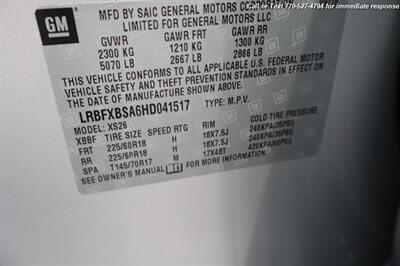 Call or Text: 770-527-4794 for immediate response
GM
MFD BY SAIC GENERAL MOTORS
LIMITED FOR GENERAL MOTORS LLC
GVWR GAWR FRT GAWR RR
2300 KG 1210 KG 1300 KG
5070 LB 2667 LB 2866 LB
THIS VEHICLE CONFORMS TO ALL APPLICABLE U.S. FEDERAL MOTOR
VEHICLE SAFETY AND THEFT PREVENTION STANDARDS IN EFFECT ON
THE DATE OF MANUFACTURE SHOWN ABOVE.
LRBFXBSA6HD041517 TYPE: M.P.V.
MODEL: XS26
XBBF TIRE SIZE SPEED RTG RIM COLD TIRE PRESSURE
FRT 225/60R18 H 18X7.5J 240KPA(35PSI)
RR 225/60R18 H 18X7.5J 240KPA(35PSI)
SPA T145/70R17 M 17X4BT 420KPA(60PSI)
SEE OWNER'S MANUAL